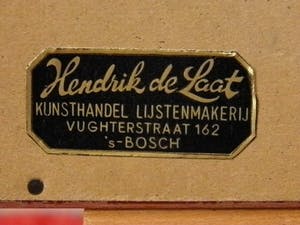 Hendrik de Laat
KUNSTHANDEL LIJSTENMAKERIJ
VUGHTERSTRAAT 162
's-BOSCH